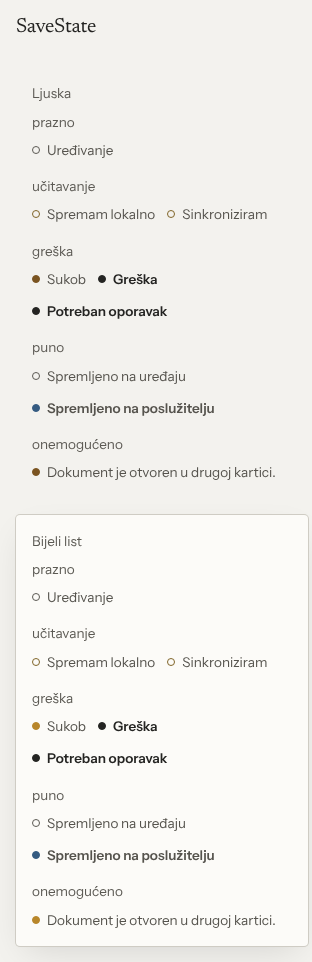 SaveState
Ljuska
prazno
Uređivanje
učitavanje
Spremam lokalno Sinkroniziram
greška
Sukob Greška
Potreban oporavak
puno
Spremljeno na uređaju
Spremljeno na poslužitelju
onemogućeno
Dokument je otvoren u drugoj kartici.
Bijeli list
prazno
Uređivanje
učitavanje
Spremam lokalno Sinkroniziram
greška
Sukob Greška
Potreban oporavak
puno
Spremljeno na uređaju
Spremljeno na poslužitelju
onemogućeno
Dokument je otvoren u drugoj kartici.